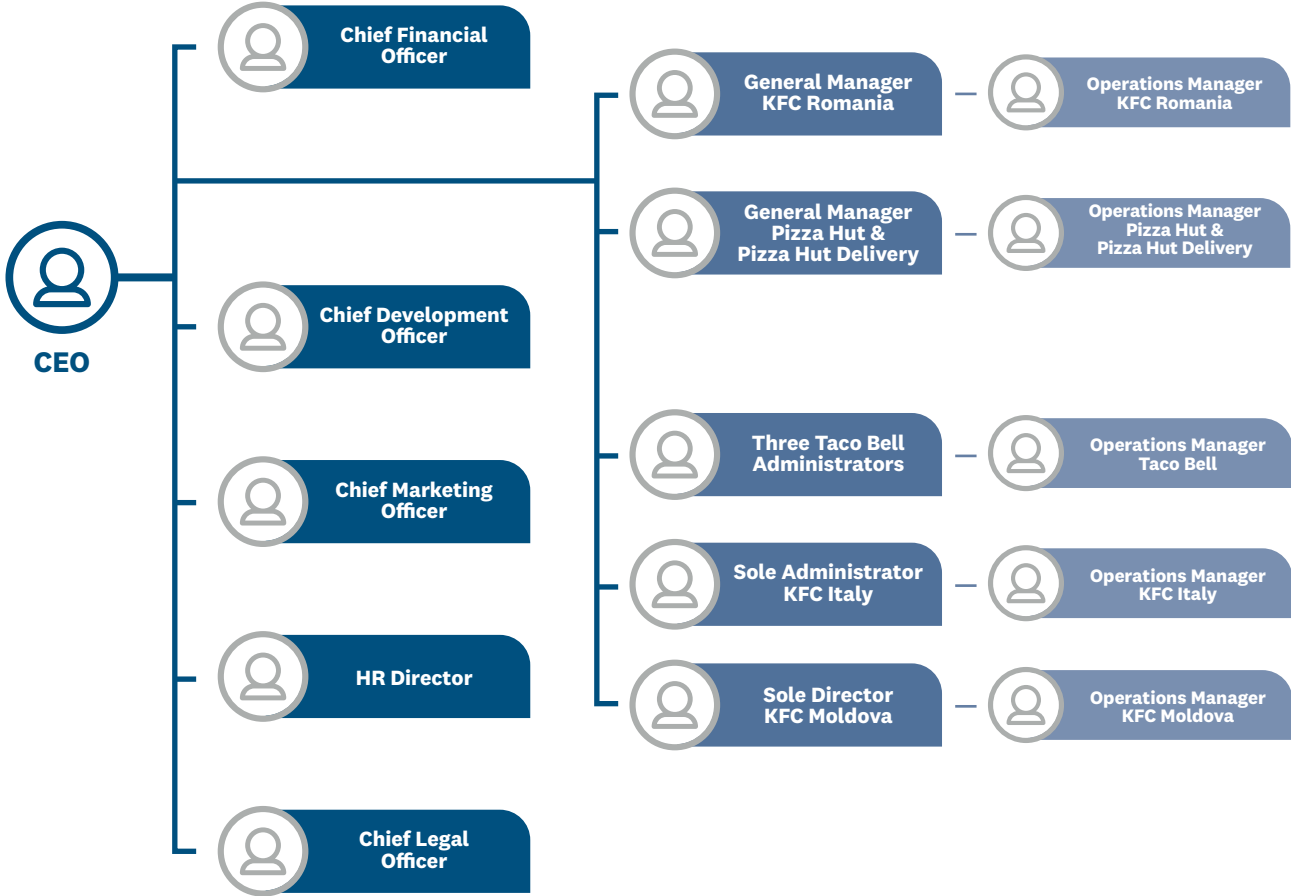 Chief Financial
Officer
General Manager
KFC Romania
Operations Manager
KFC Romania
General Manager
Pizza Hut &
Pizza Hut Delivery
Operations Manager
Pizza Hut &
Pizza Hut Delivery
CEO
Chief Development
Officer
Three Taco Bell
Administrators
Operations Manager
Taco Bell
Chief Marketing
Officer
Sole Administrator
KFC Italy
Operations Manager
KFC Italy
HR Director
Sole Director
KFC Moldova
Operations Manager
KFC Moldova
Chief Legal
Officer